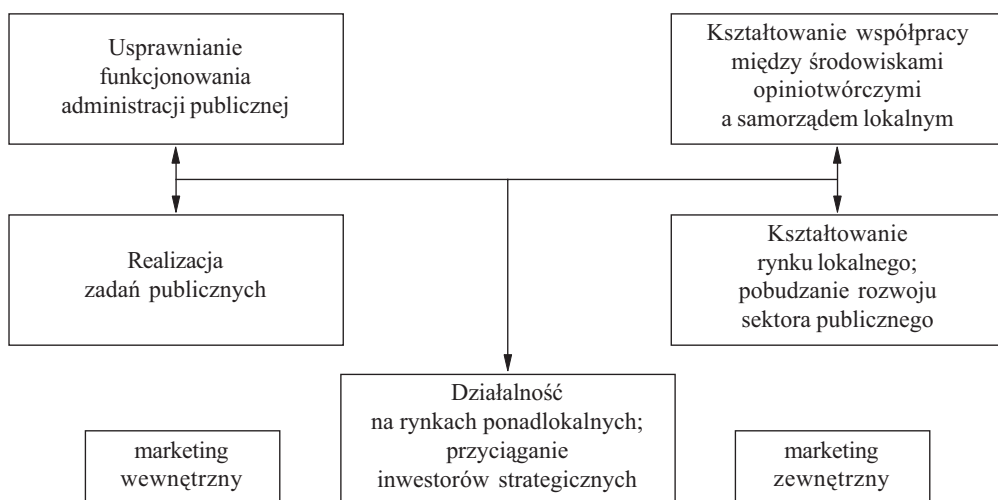 Usprawnianie
funkcjonowania
administracji publicznej
Kształtowanie współpracy
między środowiskami
opiniotwórczymi
a samorządem lokalnym
Realizacja
zadań publicznych
Kształtowanie
rynku lokalnego;
pobudzanie rozwoju
sektora publicznego
Działalność
na rynkach ponadlokalnych;
przyciąganie
inwestorów strategicznych
marketing
wewnętrzny
marketing
zewnętrzny